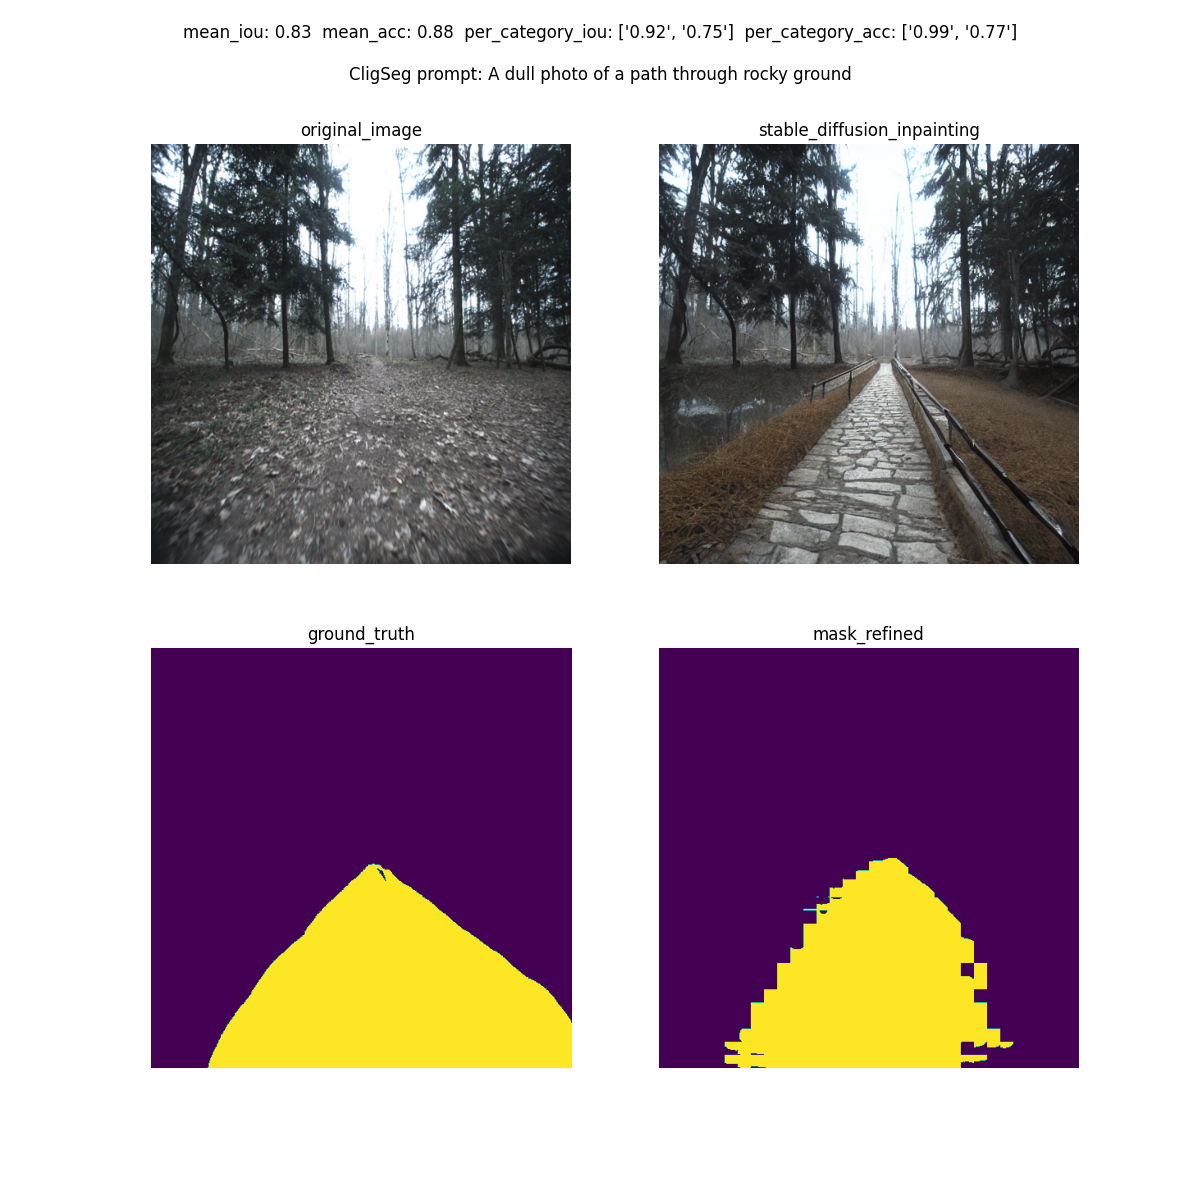 mean_iou: 0.83  mean_acc: 0.88  per_category_iou: ['0.92', '0.75']  per_category_acc: ['0.99', '0.77']
CligSeg prompt: A dull photo of a path through rocky ground
original_image
stable_diffusion_inpainting
ground_truth
mask_refined